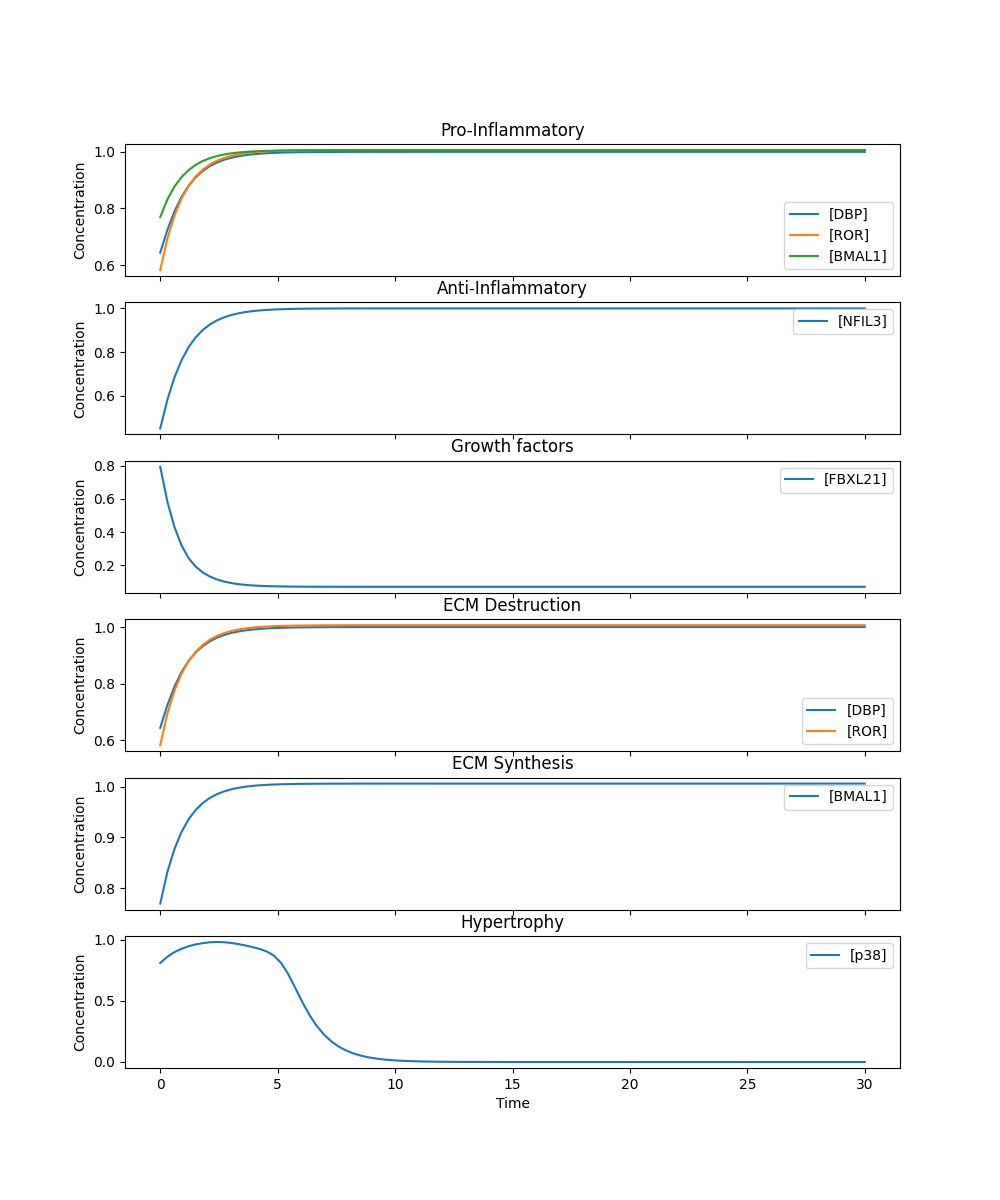 Pro-Inflammatory
Concentration
1.0
0.8
0.6
[DBP]
[ROR]
[BMAL1]
Anti-Inflammatory
Concentration
1.0
0.8
0.6
[NFIL3]
Growth factors
Concentration
0.8
0.6
0.4
0.2
[FBXL21]
ECM Destruction
Concentration
1.0
0.8
0.6
[DBP]
[ROR]
ECM Synthesis
Concentration
1.0
0.9
0.8
[BMAL1]
Hypertrophy
Concentration
1.0
0.5
0.0
[p38]
0 5 10 15 20 25 30
Time